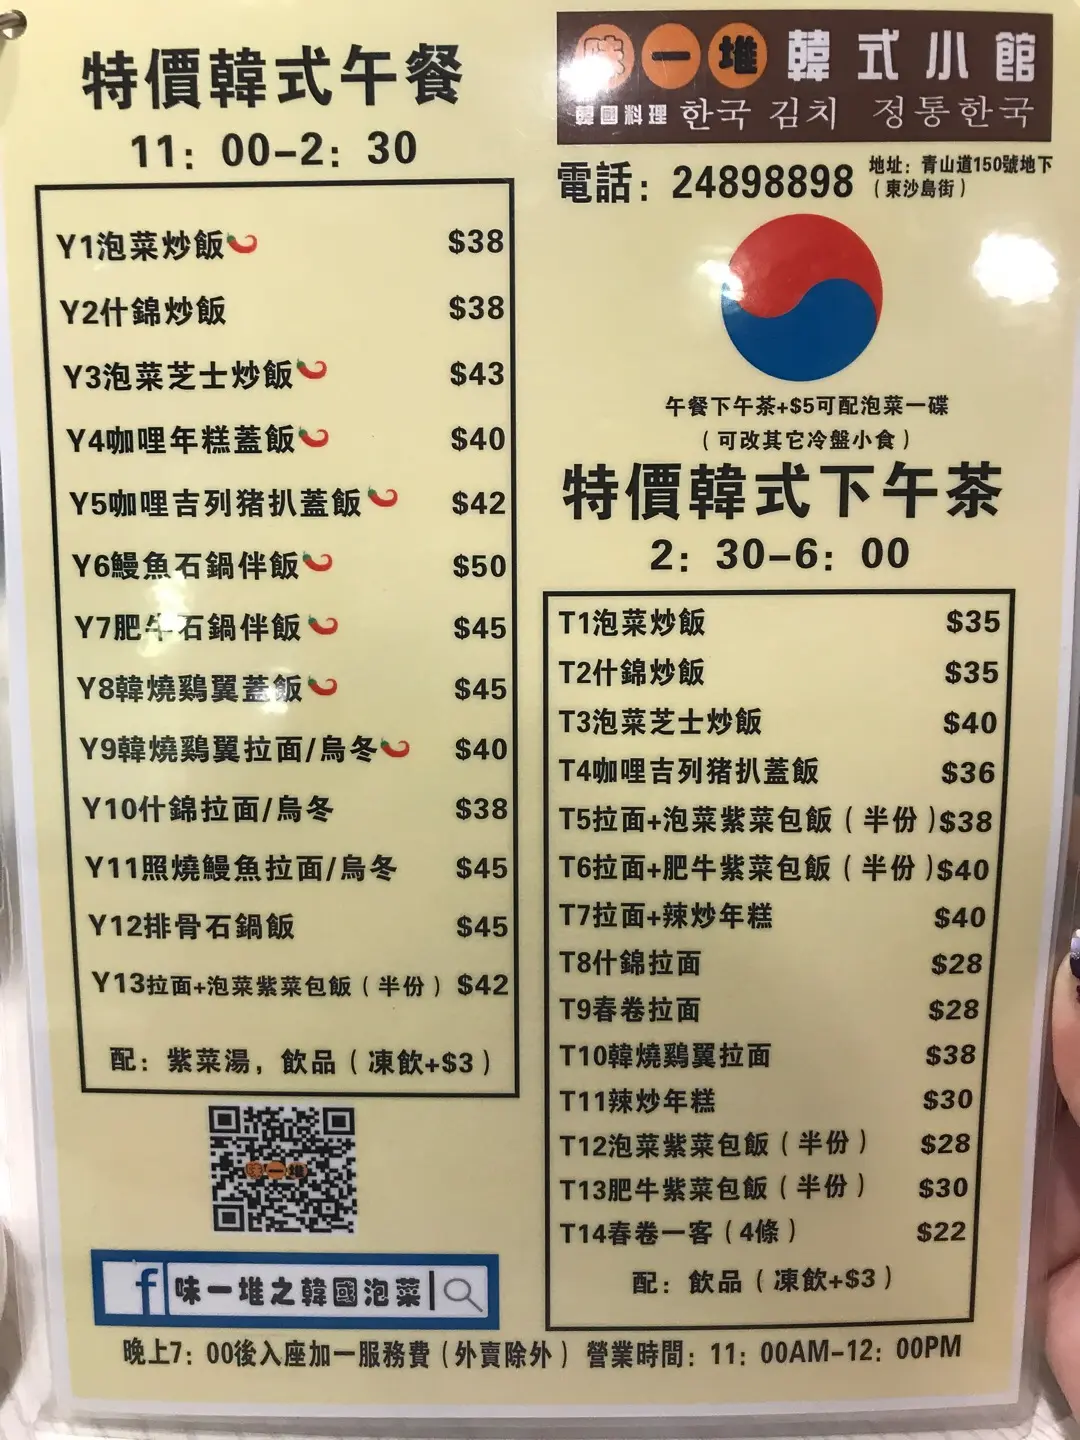 特價韓式午餐
11：00-2：30
Y1泡菜炒飯 $38
Y2什錦炒飯 $38
Y3泡菜芝士炒飯 $43
Y4咖哩年糕蓋飯 $40
Y5咖哩吉列猪扒蓋飯 $42
Y6鰻魚石鍋伴飯 $50
Y7肥牛石鍋伴飯 $45
Y8韓燒鷄翼蓋飯 $45
Y9韓燒鷄翼拉面/烏冬 $40
Y10什錦拉面/烏冬 $38
Y11照燒鰻魚拉面/烏冬 $45
Y12排骨石鍋飯 $45
Y13拉面+泡菜紫菜包飯（半份） $42
配：紫菜湯，飲品（凍飲+$3）
味一堆
f 味一堆之韓國泡菜
味一堆 韓式小館
韓國料理 한국 김치 정통한국
電話：24898898
地址：青山道150號地下
（東沙島街）
午餐下午茶+$5可配泡菜一碟
（可改其它冷盤小食）
特價韓式下午茶
2：30-6：00
T1泡菜炒飯 $35
T2什錦炒飯 $35
T3泡菜芝士炒飯 $40
T4咖哩吉列猪扒蓋飯 $36
T5拉面+泡菜紫菜包飯（半份）$38
T6拉面+肥牛紫菜包飯（半份）$40
T7拉面+辣炒年糕 $40
T8什錦拉面 $28
T9春卷拉面 $28
T10韓燒鷄翼拉面 $38
T11辣炒年糕 $30
T12泡菜紫菜包飯（半份） $28
T13肥牛紫菜包飯（半份） $30
T14春卷一客（4條） $22
配：飲品（凍飲+$3）
晚上7：00後入座加一服務費（外賣除外）營業時間：11：00AM-12：00PM